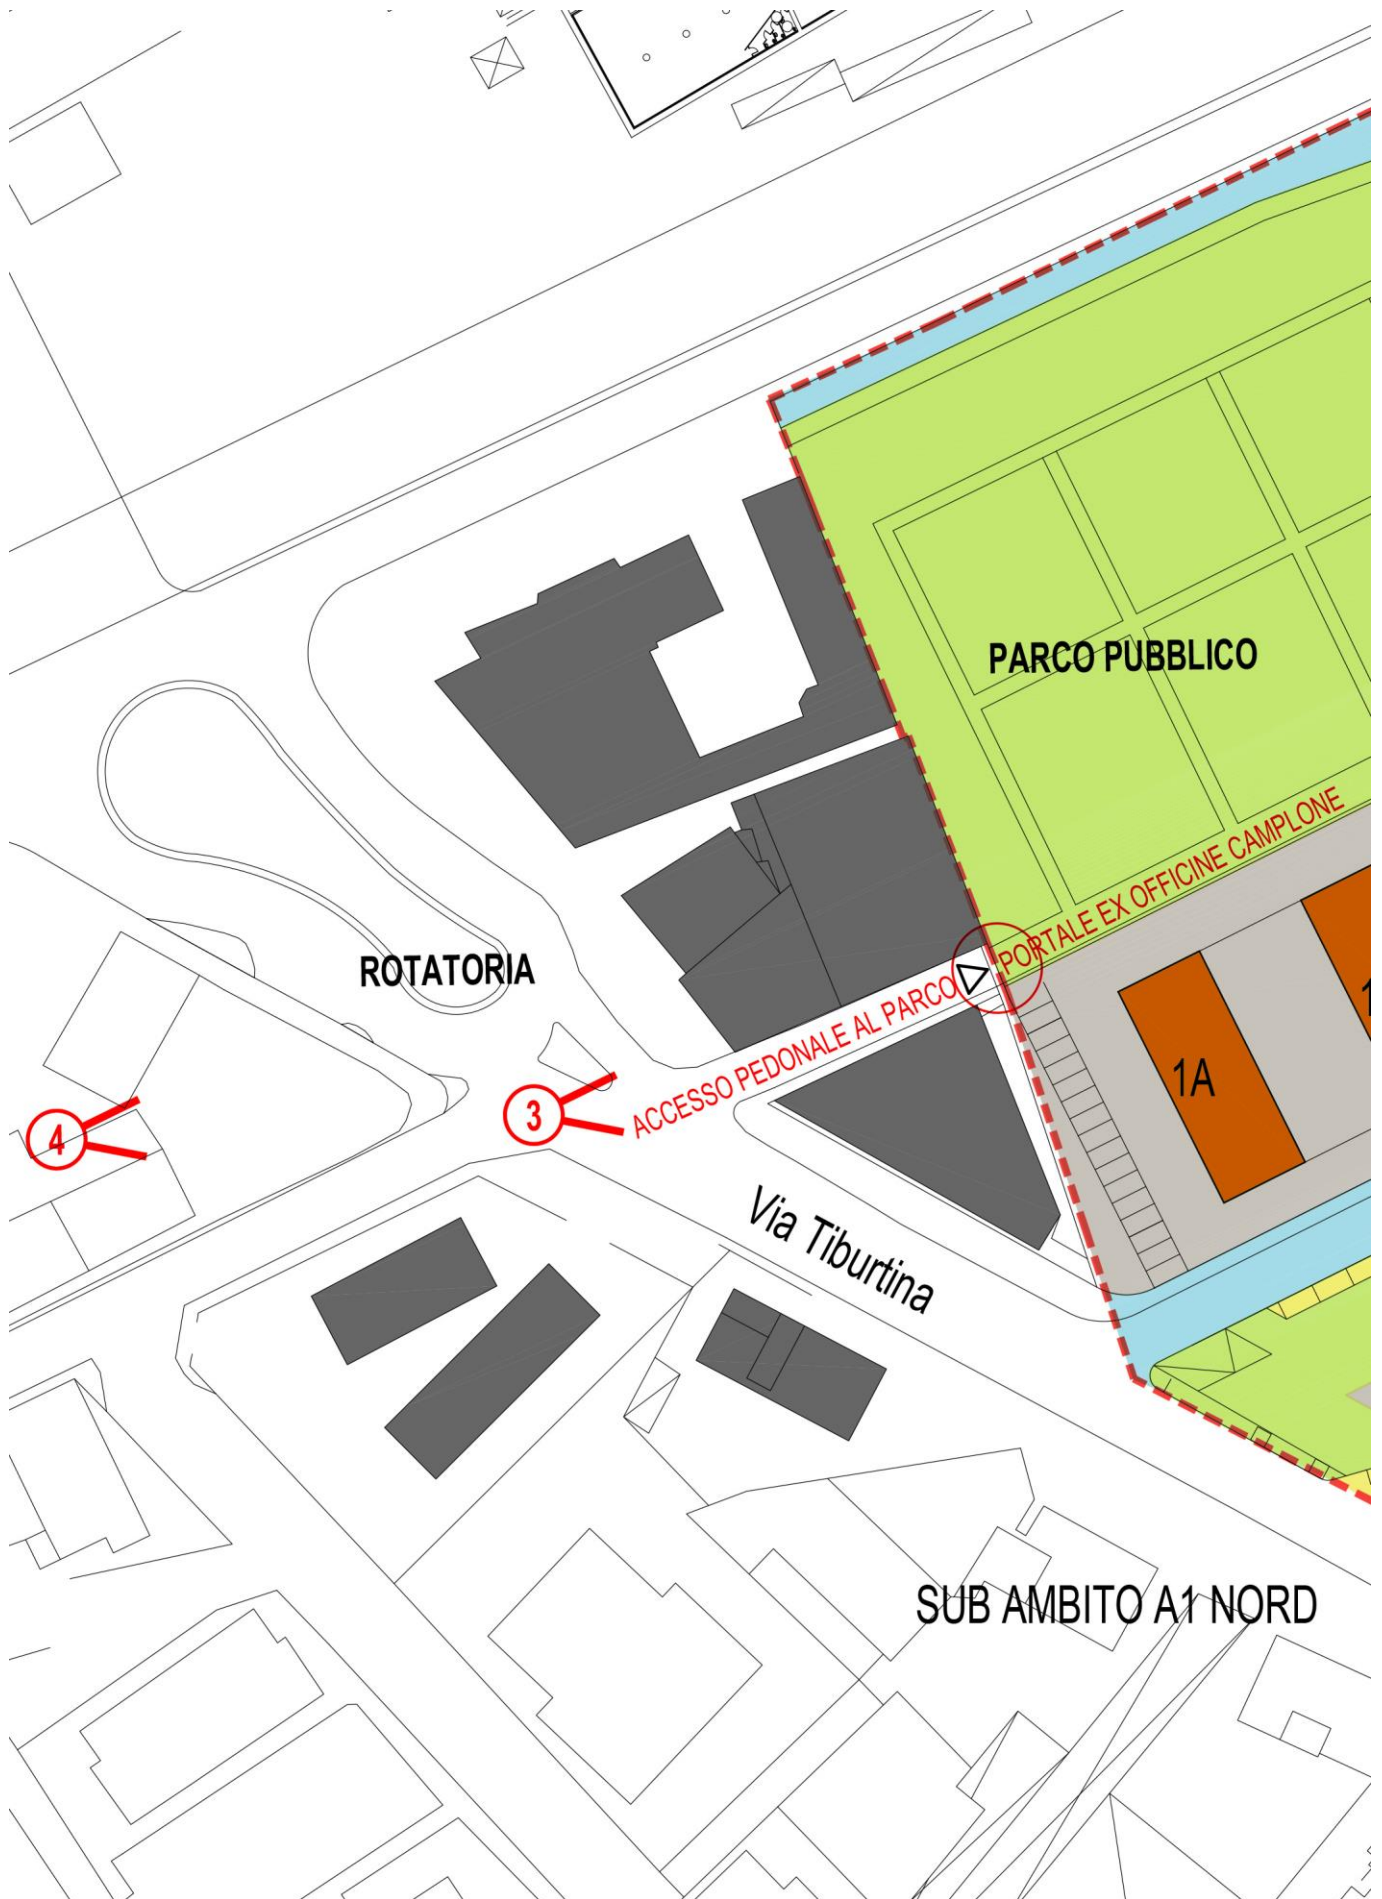 PARCO PUBBLICO
PORTALE EX OFFICINE CAMPLONE
ROTATORIA
ACCESSO PEDONALE AL PARCO
1
1A
3
4
Via Tiburtina
SUB AMBITO A1 NORD